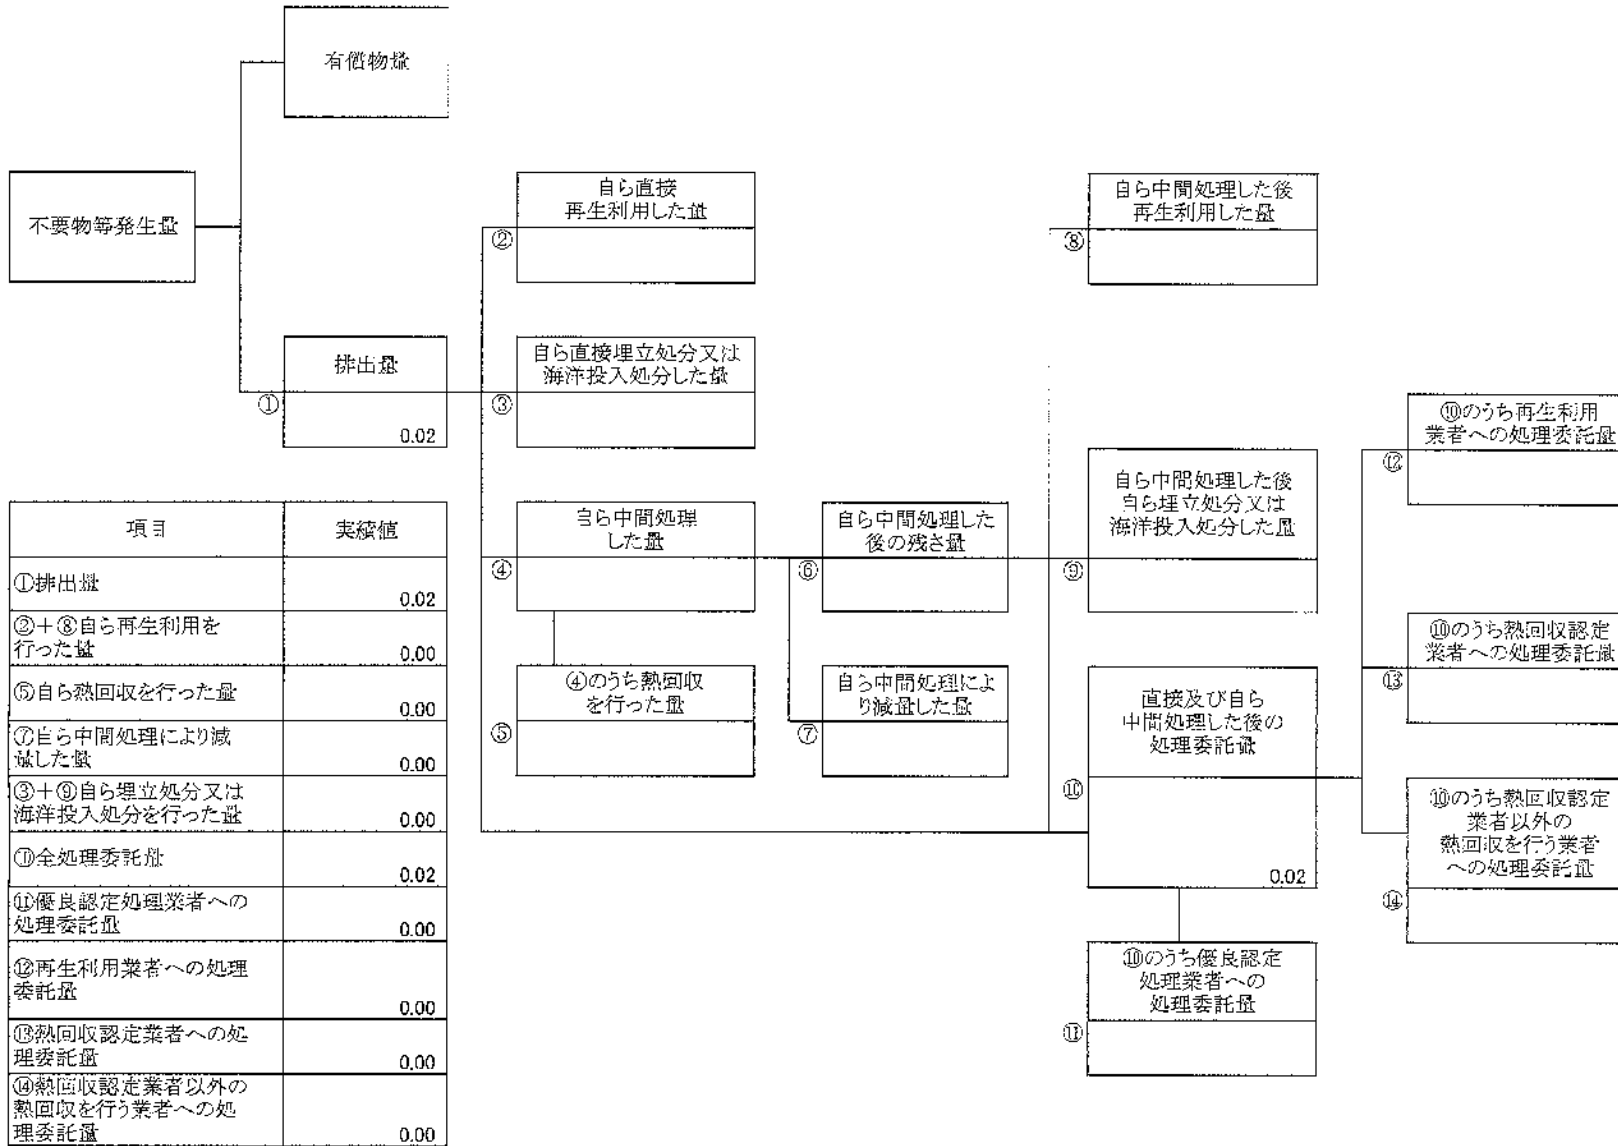 有償物量
不要物等発生量
自ら直接
再生利用した量
②
自ら中間処理した後
再生利用した量
⑧
排出量
①
0.02
自ら直接埋立処分又は
海洋投入処分した量
③
⑩のうち再生利用
業者への処理委託量
⑫
自ら中間処理
した量
④
自ら中間処理した
後の残さ量
⑥
自ら中間処理した後
自ら埋立処分又は
海洋投入処分した量
⑨
⑩のうち熱回収認定
業者への処理委託量
⑬
④のうち熱回収
を行った量
⑤
自ら中間処理によ
り減量した量
⑦
直接及び自ら
中間処理した後の
処理委託量
⑩
0.02
⑩のうち熱回収認定
業者以外の
熱回収を行う業者
への処理委託量
⑭
⑩のうち優良認定
処理業者への
処理委託量
⑪
項目 実績値
①排出量
0.02
②+⑧自ら再生利用を
行った量
0.00
⑤自ら熱回収を行った量
0.00
⑦自ら中間処理により減
量した量
0.00
③+⑨自ら埋立処分又は
海洋投入処分を行った量
0.00
⑩全処理委託量
0.02
⑪優良認定処理業者への
処理委託量
0.00
⑫再生利用業者への処理
委託量
0.00
⑬熱回収認定業者への処
理委託量
0.00
⑭熱回収認定業者以外の
熱回収を行う業者への処
理委託量
0.00